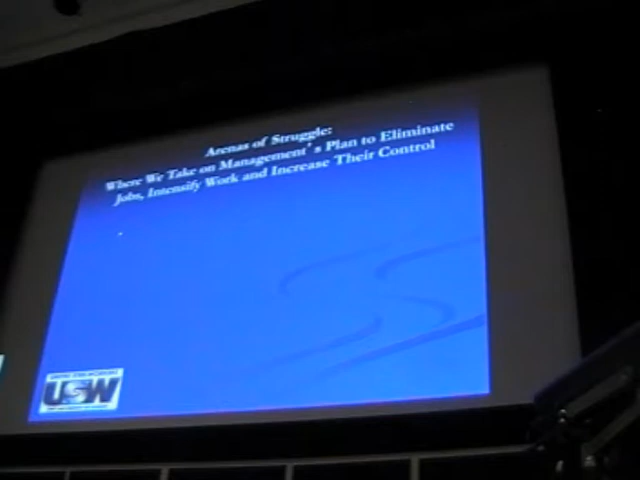 Arenas of Struggle:
Where We Take on Management's Plan to Eliminate
Jobs, Intensify Work and Increase Their Control
USW